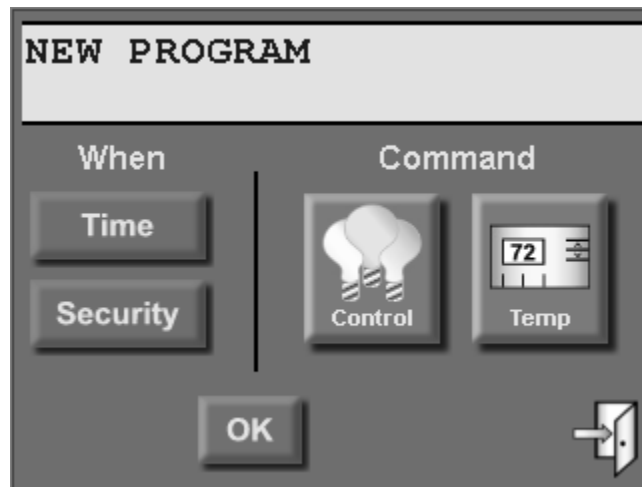 NEW PROGRAM
When
Command
Time
Security
Control
72
Temp
OK